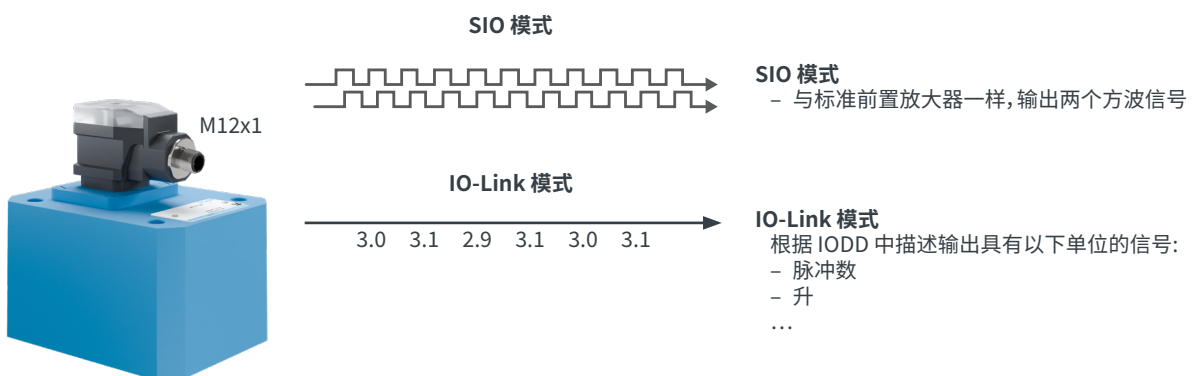 SIO 模式
SIO 模式
– 与标准前置放大器一样，输出两个方波信号
M12x1
IO-Link 模式
3.0 3.1 2.9 3.1 3.0 3.1
IO-Link 模式
根据 IODD 中描述输出具有以下单位的信号:
– 脉冲数
– 升
…